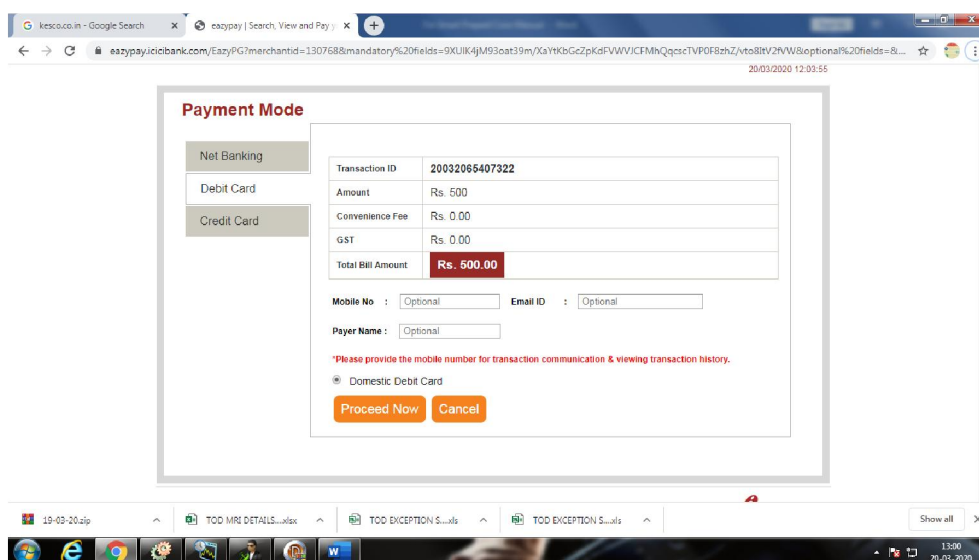 kesco.co.in - Google Search
eazypay | Search, View and Pay y
eazypay.icicibank.com/EazyPG?merchantid=130768&mandatory%20fields=9XUlK4jM93oat39m/XaYtKbGcZpKdFVWVJCFMhQqcscTVP0F8zhZ/vto8ltV2fVW&optional%20fields=&...
20/03/2020 12:03:55
Payment Mode
Net Banking
Debit Card
Credit Card
Transaction ID 20032065407322
Amount Rs. 500
Convenience Fee Rs. 0.00
GST Rs. 0.00
Total Bill Amount Rs. 500.00
Mobile No : Optional Email ID : Optional
Payer Name : Optional
*Please provide the mobile number for transaction communication & viewing transaction history.
Domestic Debit Card
Proceed Now Cancel
19-03-20.zip TOD MRI DETAILS....xlsx TOD EXCEPTION S....xls TOD EXCEPTION S....xls Show all
13:00
20-03-2020